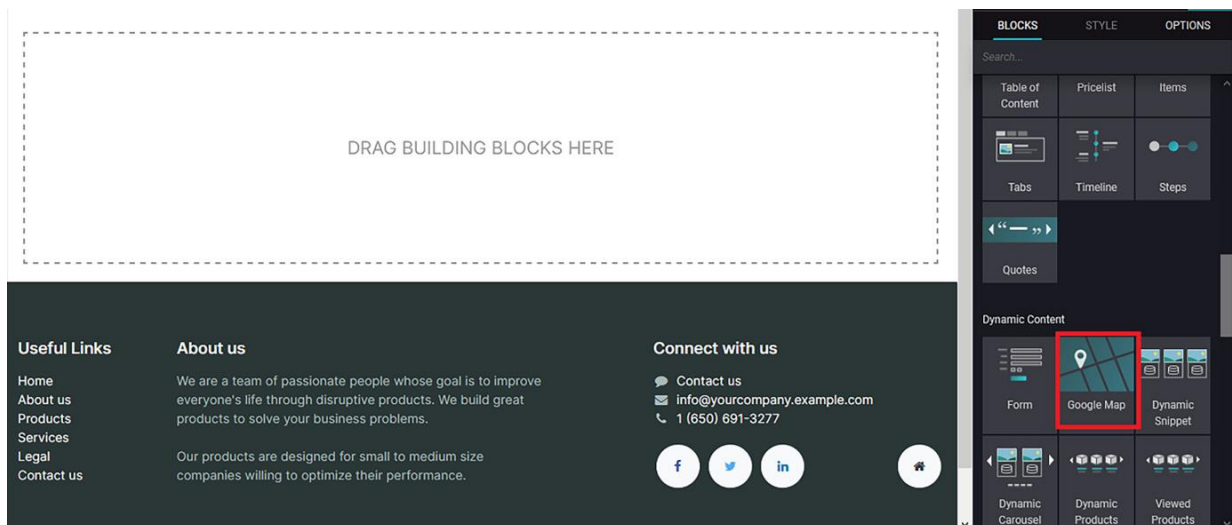 DRAG BUILDING BLOCKS HERE
Useful Links
Home
About us
Products
Services
Legal
Contact us
About us
We are a team of passionate people whose goal is to improve
everyone's life through disruptive products. We build great
products to solve your business problems.
Our products are designed for small to medium size
companies willing to optimize their performance.
Connect with us
Contact us
info@yourcompany.example.com
1 (650) 691-3277
BLOCKS STYLE OPTIONS
Search...
Table of
Content
Pricelist
Items
Tabs
Timeline
Steps
Quotes
Dynamic Content
Form
Google Map
Dynamic
Snippet
Dynamic
Carousel
Dynamic
Products
Viewed
Products